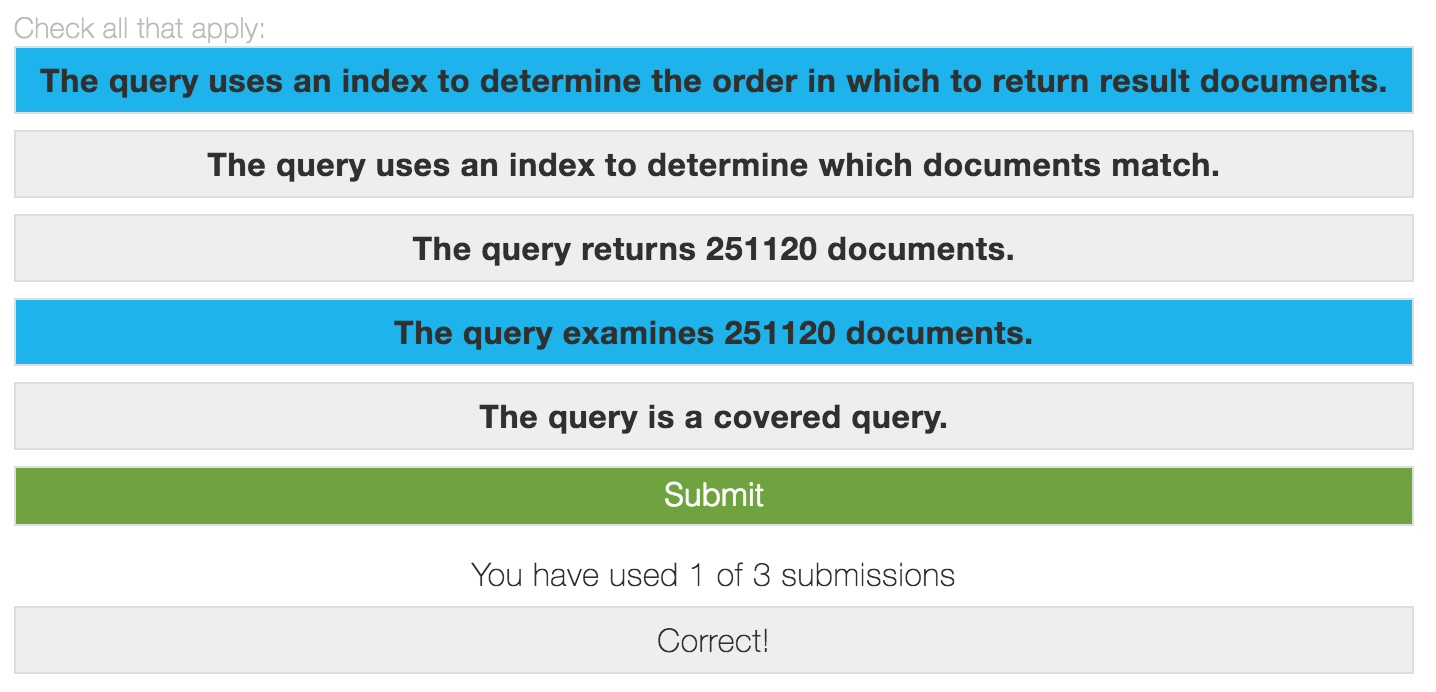 Check all that apply:
The query uses an index to determine the order in which to return result documents.
The query uses an index to determine which documents match.
The query returns 251120 documents.
The query examines 251120 documents.
The query is a covered query.
Submit
You have used 1 of 3 submissions
Correct!